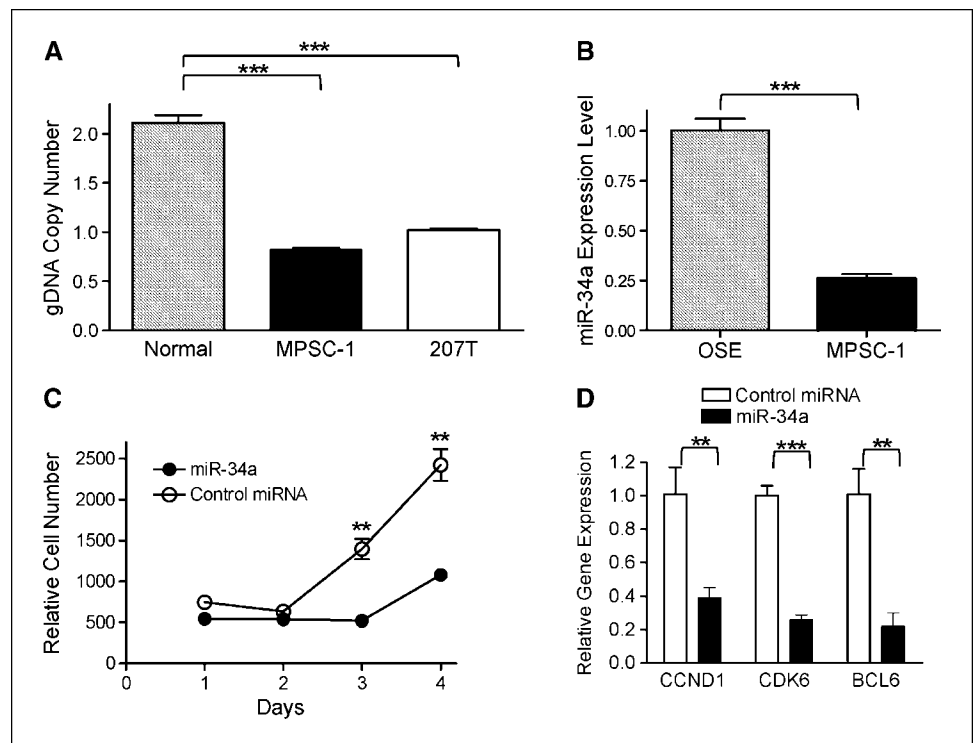 A
***
***
gDNA Copy Number
2.0
1.5
1.0
0.5
0.0
Normal MPSC-1 207T
B
***
miR-34a Expression Level
1.00
0.75
0.50
0.25
0.00
OSE MPSC-1
C
miR-34a
Control miRNA
**
**
Relative Cell Number
2500
2000
1500
1000
500
0
0 1 2 3 4
Days
D
Control miRNA
miR-34a
** *** **
Relative Gene Expression
1.2
1.0
0.8
0.6
0.4
0.2
0.0
CCND1 CDK6 BCL6